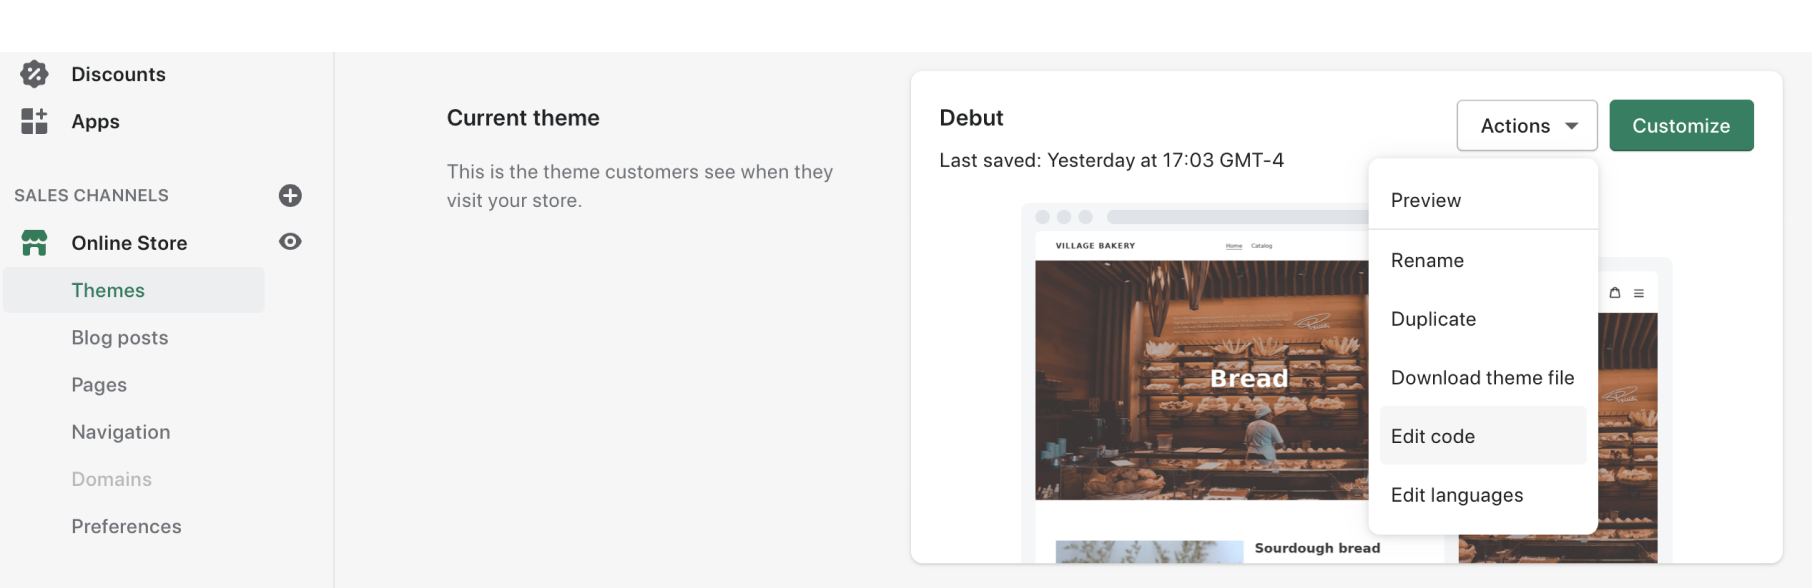 Discounts
Apps
SALES CHANNELS
Online Store
Themes
Blog posts
Pages
Navigation
Domains
Preferences
Current theme
This is the theme customers see when they
visit your store.
Debut
Last saved: Yesterday at 17:03 GMT-4
Actions
Customize
Preview
Rename
Duplicate
Download theme file
Edit code
Edit languages
VILLAGE BAKERY
Home Catalog
Bread
Sourdough bread